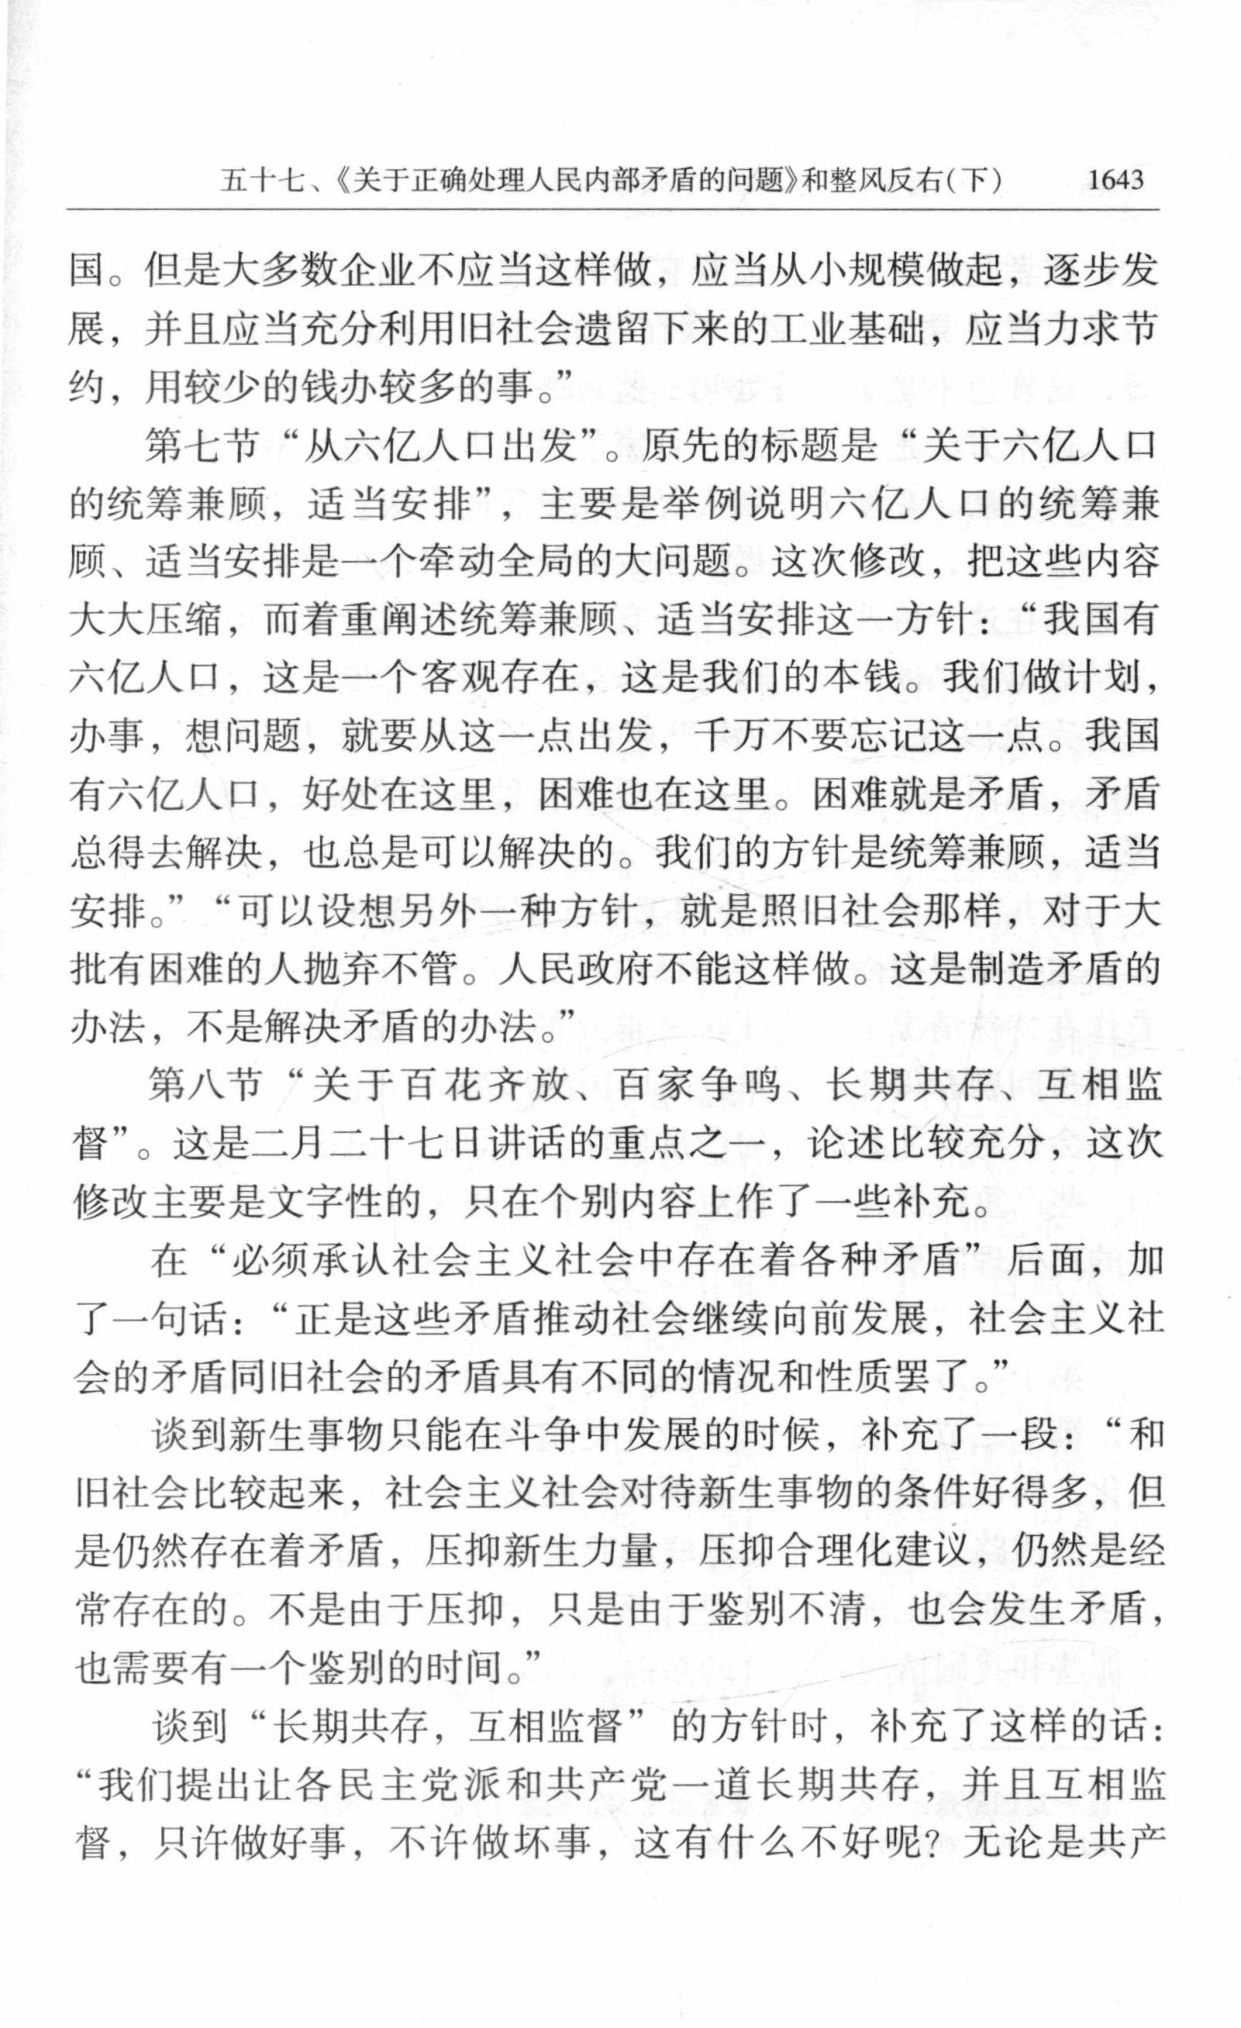 五十七、《关于正确处理人民内部矛盾的问题》和整风反右(下) 1643
国。但是大多数企业不应当这样做，应当从小规模做起，逐步发
展，并且应当充分利用旧社会遗留下来的工业基础，应当力求节
约，用较少的钱办较多的事。”
第七节“从六亿人口出发”。原先的标题是“关于六亿人口
的统筹兼顾，适当安排”，主要是举例说明六亿人口的统筹兼
顾、适当安排是一个牵动全局的大问题。这次修改，把这些内容
大大压缩，而着重阐述统筹兼顾、适当安排这一方针：“我国有
六亿人口，这是一个客观存在，这是我们的本钱。我们做计划，
办事，想问题，就要从这一点出发，千万不要忘记这一点。我国
有六亿人口，好处在这里，困难也在这里。困难就是矛盾，矛盾
总得去解决，也总是可以解决的。我们的方针是统筹兼顾，适当
安排。”“可以设想另外一种方针，就是照旧社会那样，对于大
批有困难的人抛弃不管。人民政府不能这样做。这是制造矛盾的
办法，不是解决矛盾的办法。”
第八节“关于百花齐放、百家争鸣、长期共存、互相监
督”。这是二月二十七日讲话的重点之一，论述比较充分，这次
修改主要是文字性的，只在个别内容上作了一些补充。
在“必须承认社会主义社会中存在着各种矛盾”后面，加
了一句话：“正是这些矛盾推动社会继续向前发展，社会主义社
会的矛盾同旧社会的矛盾具有不同的情况和性质罢了。”
谈到新生事物只能在斗争中发展的时候，补充了一段：“和
旧社会比较起来，社会主义社会对待新生事物的条件好得多，但
是仍然存在着矛盾，压抑新生力量，压抑合理化建议，仍然是经
常存在的。不是由于压抑，只是由于鉴别不清，也会发生矛盾，
也需要有一个鉴别的时间。”
谈到“长期共存，互相监督”的方针时，补充了这样的话：
“我们提出让各民主党派和共产党一道长期共存，并且互相监
督，只许做好事，不许做坏事，这有什么不好呢？无论是共产